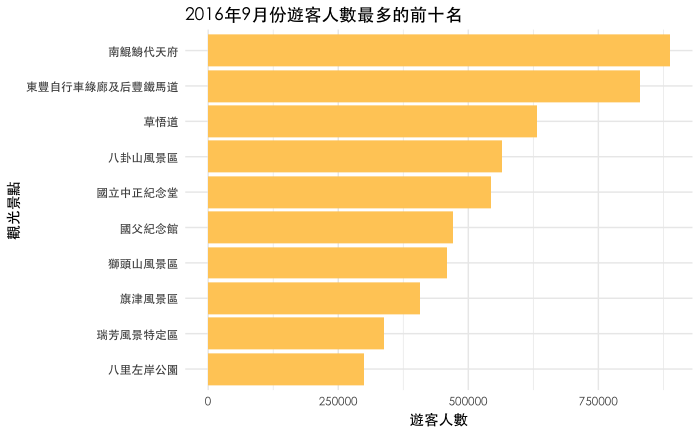 2016年9月份遊客人數最多的前十名
南鯤鯓代天府
東豐自行車綠廊及后豐鐵馬道
草悟道
八卦山風景區
國立中正紀念堂
國父紀念館
獅頭山風景區
旗津風景區
瑞芳風景特定區
八里左岸公園
觀光景點
0
250000
500000
750000
遊客人數